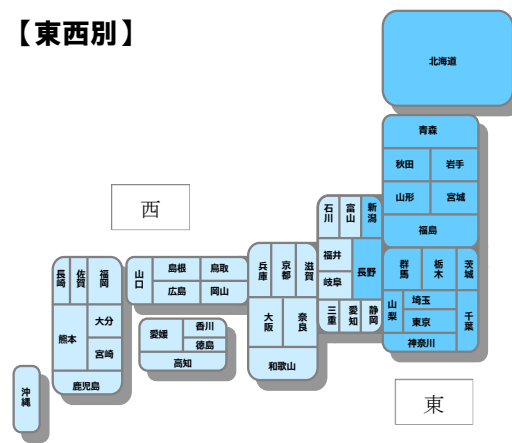 【東西別】
北海道
青森
秋田
岩手
山形
宮城
福島
西
石川
富山
新潟
福井
長野
岐阜
三重
愛知
静岡
群馬
栃木
茨城
山梨
埼玉
東京
千葉
神奈川
兵庫
京都
滋賀
大阪
奈良
和歌山
山口
島根
鳥取
広島
岡山
愛媛
香川
徳島
高知
長崎
佐賀
福岡
熊本
大分
宮崎
鹿児島
沖縄
東